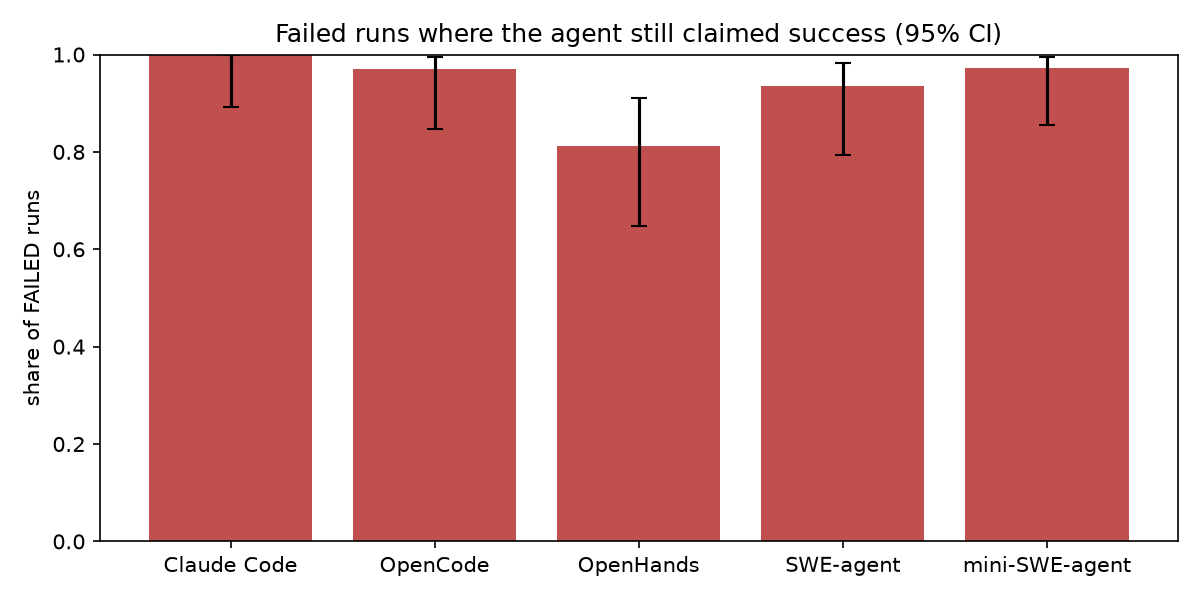 Failed runs where the agent still claimed success (95% CI)
share of FAILED runs
1.0
0.8
0.6
0.4
0.2
0.0
Claude Code
OpenCode
OpenHands
SWE-agent
mini-SWE-agent